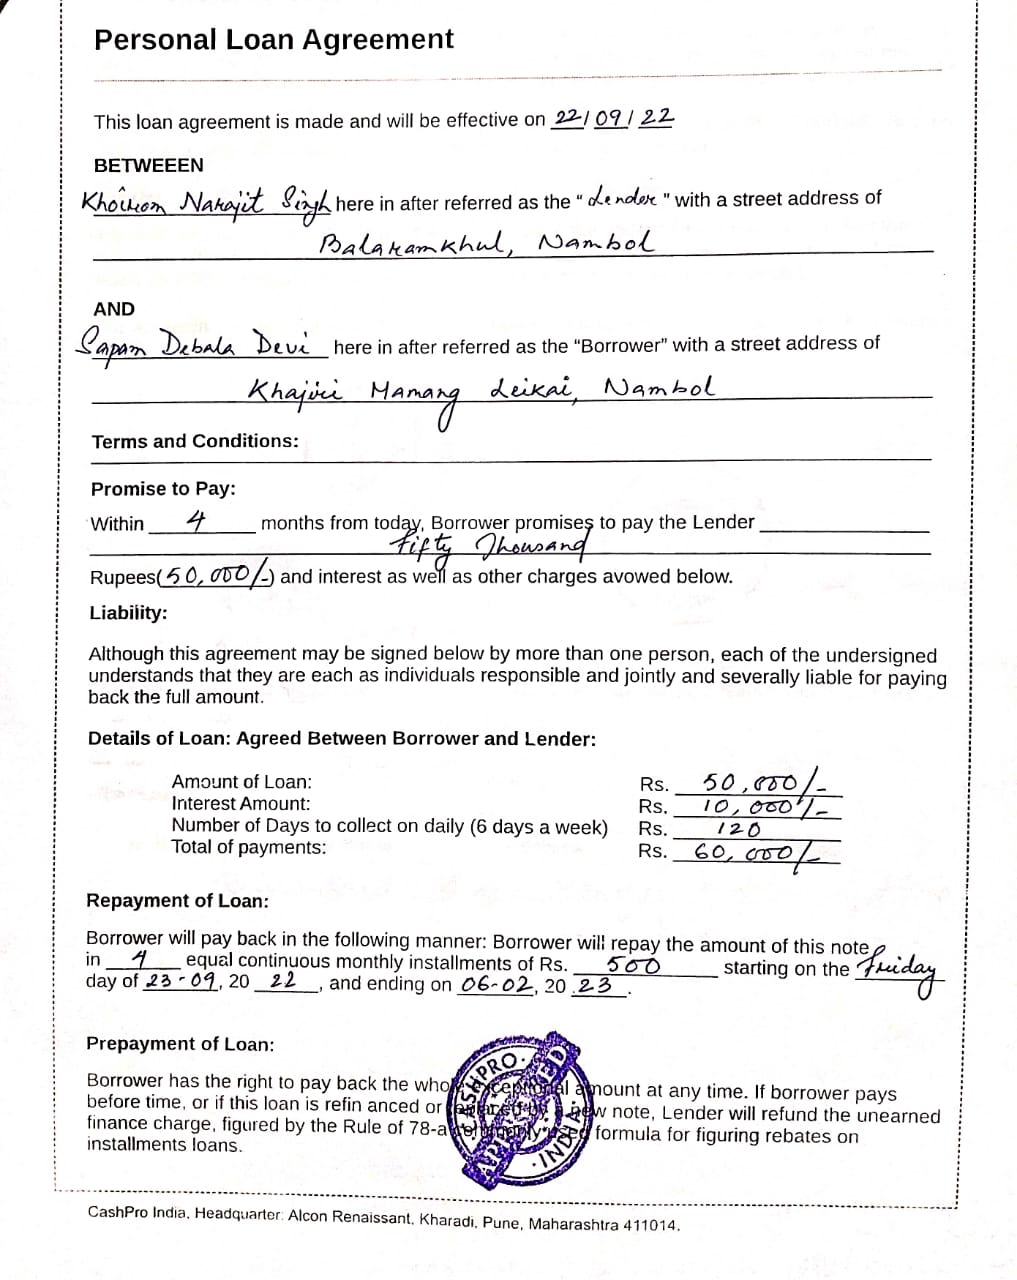 Personal Loan Agreement
This loan agreement is made and will be effective on 22/09/22
BETWEEEN
Khoirom Narajit Singh here in after referred as the "Lender" with a street address of
Balaramkhul, Nambol
AND
Sapam Debala Devi here in after referred as the "Borrower" with a street address of
Khajiri Mamang Leikai, Nambol
Terms and Conditions:
Promise to Pay:
Within 4 months from today, Borrower promises to pay the Lender
Fifty Thousand
Rupees(50,000/-) and interest as well as other charges avowed below.
Liability:
Although this agreement may be signed below by more than one person, each of the undersigned
understands that they are each as individuals responsible and jointly and severally liable for paying
back the full amount.
Details of Loan: Agreed Between Borrower and Lender:
Amount of Loan: Rs. 50,000/-
Interest Amount: Rs. 10,000/-
Number of Days to collect on daily (6 days a week) Rs. 120
Total of payments: Rs. 60,000/-
Repayment of Loan:
Borrower will pay back in the following manner: Borrower will repay the amount of this note
in 4 equal continuous monthly installments of Rs. 500 starting on the Friday
day of 23-09, 20 22, and ending on 06-02, 20 23.
Prepayment of Loan:
Borrower has the right to pay back the whole exceptional amount at any time. If borrower pays
before time, or if this loan is refin anced or replaced by a new note, Lender will refund the unearned
finance charge, figured by the Rule of 78-a commonly used formula for figuring rebates on
installments loans.
CASHPRO
INDIA
APPROVED
CashPro India, Headquarter: Alcon Renaissant, Kharadi, Pune, Maharashtra 411014.